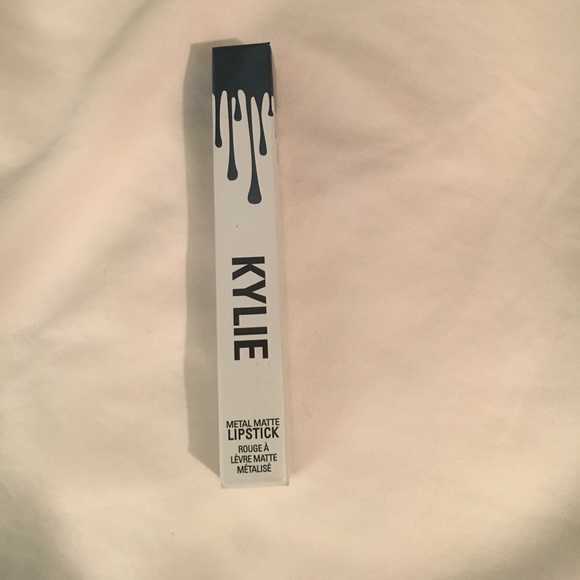 KYLIE
METAL MATTE
LIPSTICK
ROUGE À
LÈVRE MATTE
MÉTALISÉ